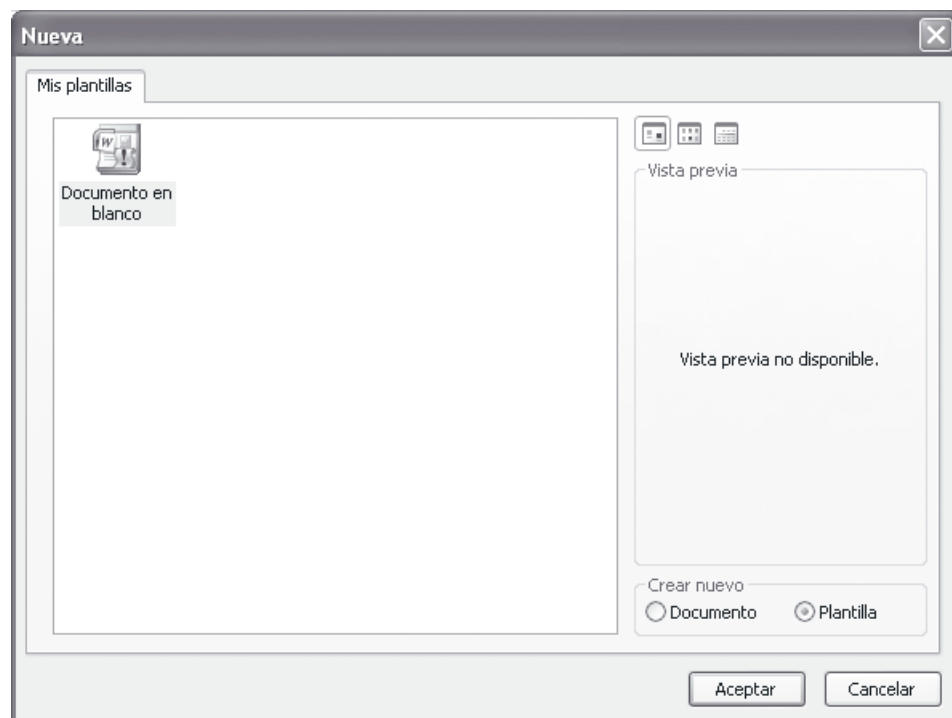 Nueva
Mis plantillas
W
Documento en
blanco
Vista previa
Vista previa no disponible.
Crear nuevo
Documento
Plantilla
Aceptar
Cancelar